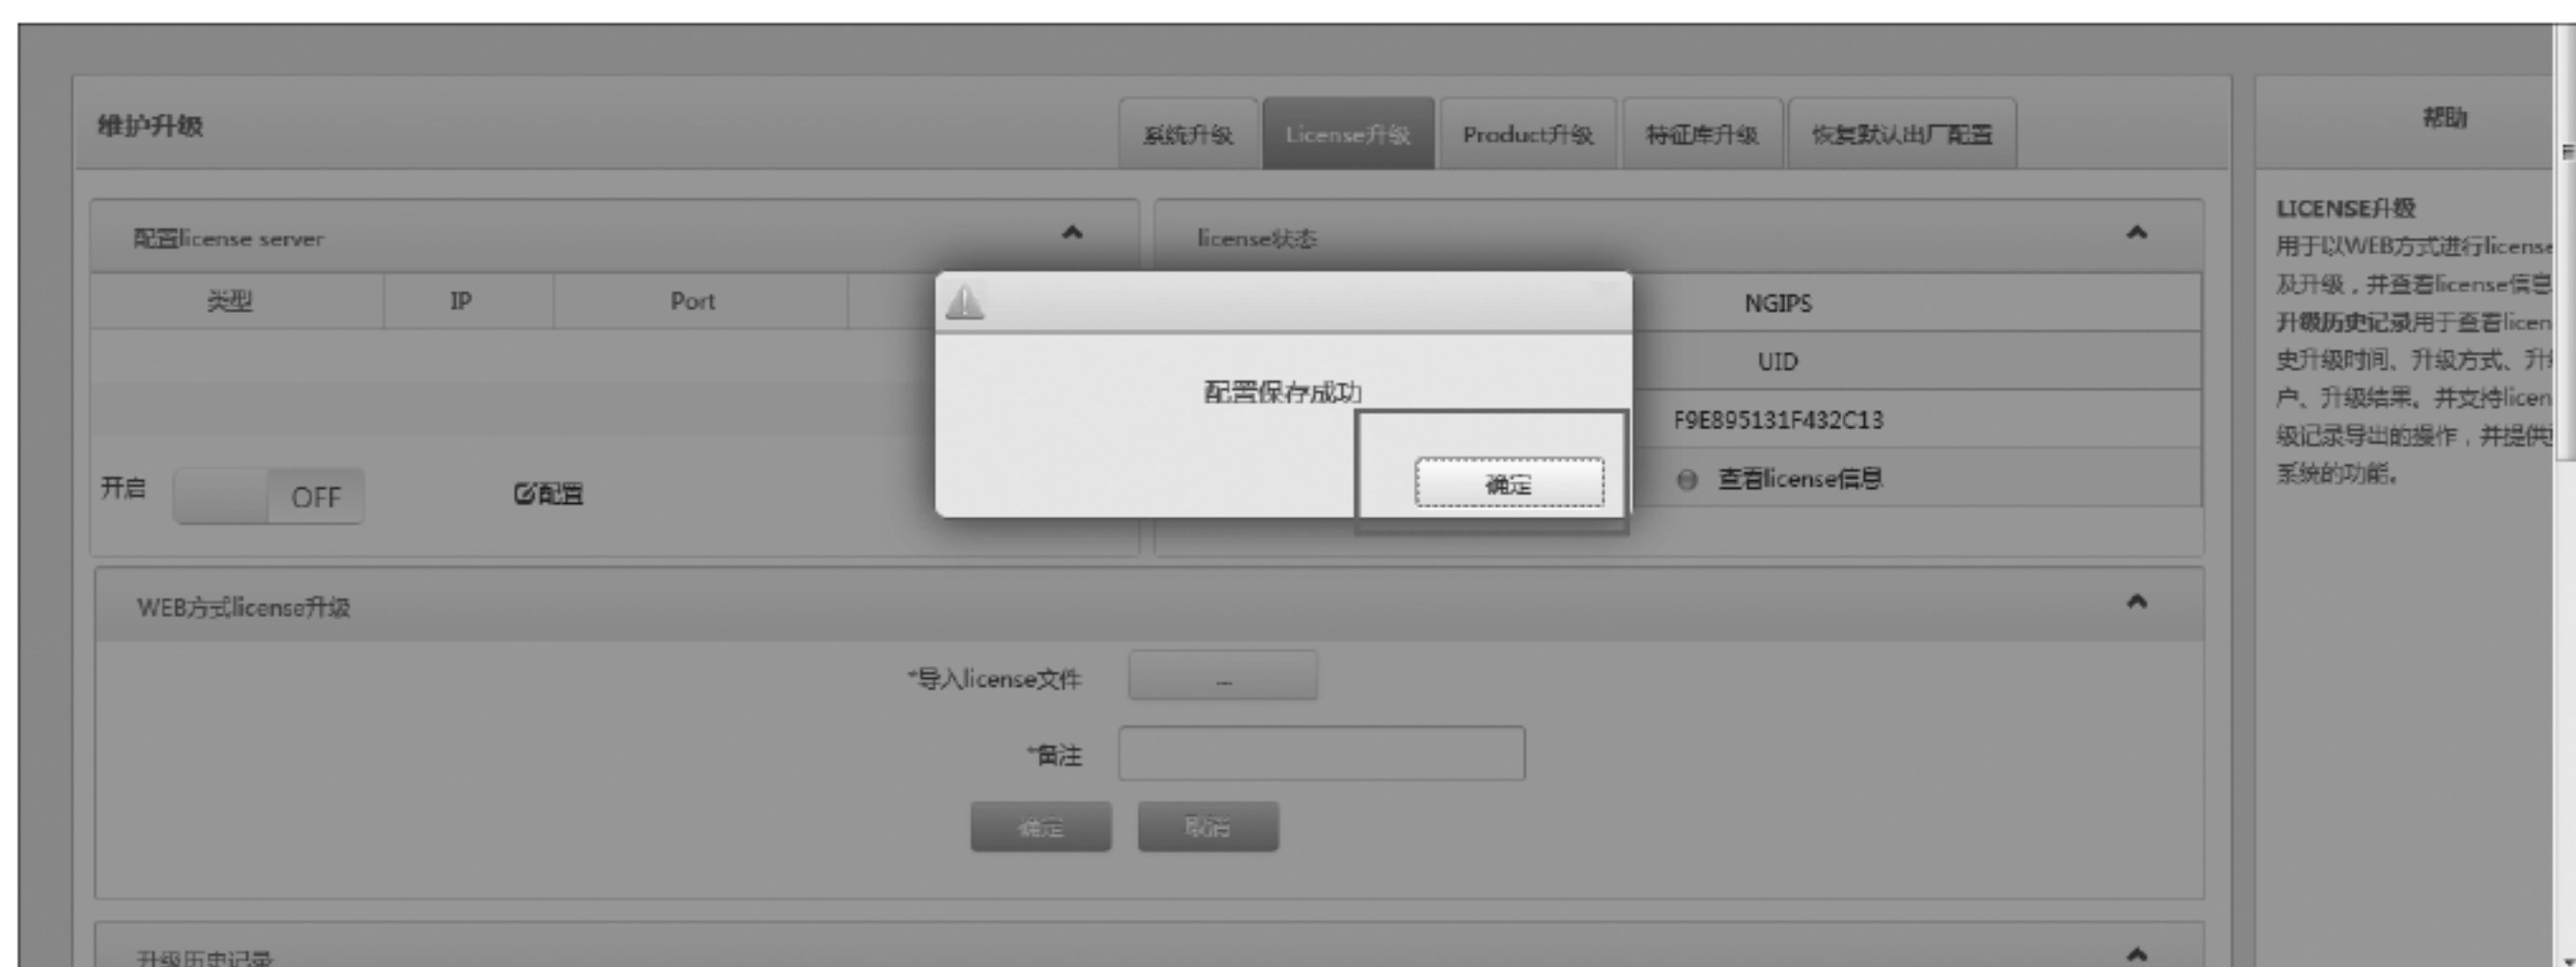 维护升级
系统升级
License升级
Product升级
特征库升级
恢复默认出厂配置
配置license server
类型
IP
Port
开启
OFF
配置
license状态
NGIPS
UID
F9E895131F432C13
查看license信息
配置保存成功
确定
WEB方式license升级
*导入license文件
...
*备注
确定
取消
升级历史记录
帮助
LICENSE升级
用于以WEB方式进行license
及升级，并查看license信息
升级历史记录用于查看licen
史升级时间、升级方式、升
户、升级结果。并支持licen
级记录导出的操作，并提供
系统的功能。